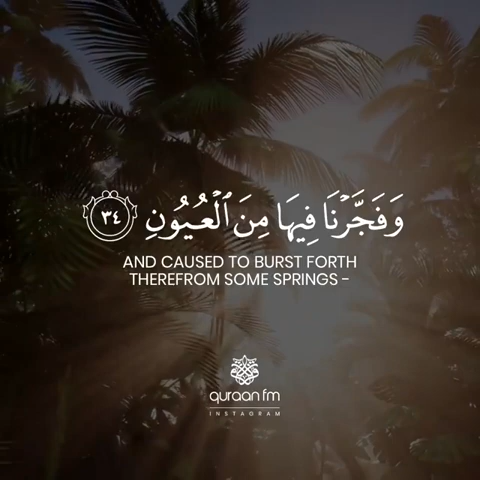 وَفَجَّرْنَا فِيهَا مِنَ ٱلْعُيُونِ ٣٤
AND CAUSED TO BURST FORTH
THEREFROM SOME SPRINGS -
quraan fm
INSTAGRAM